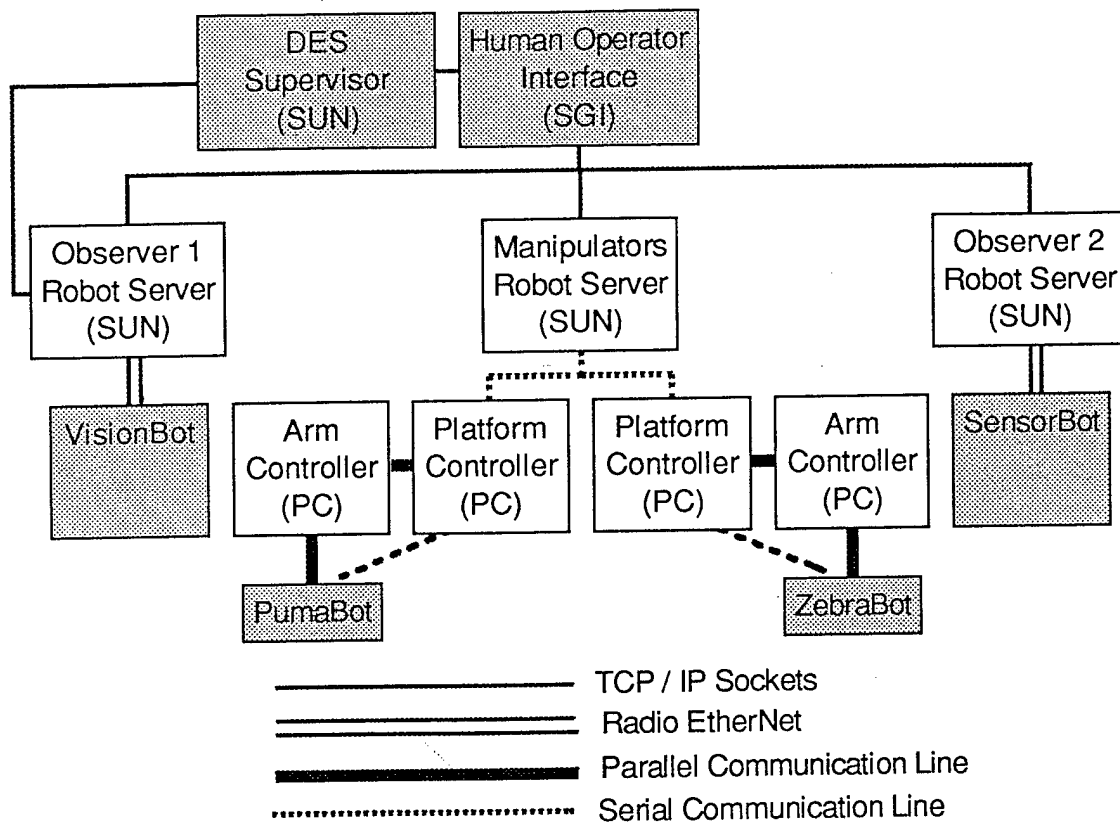 DES
Supervisor
(SUN)
Human Operator
Interface
(SGI)
Observer 1
Robot Server
(SUN)
Manipulators
Robot Server
(SUN)
Observer 2
Robot Server
(SUN)
VisionBot
Arm
Controller
(PC)
Platform
Controller
(PC)
Platform
Controller
(PC)
Arm
Controller
(PC)
SensorBot
PumaBot
ZebraBot
TCP / IP Sockets
Radio EtherNet
Parallel Communication Line
Serial Communication Line